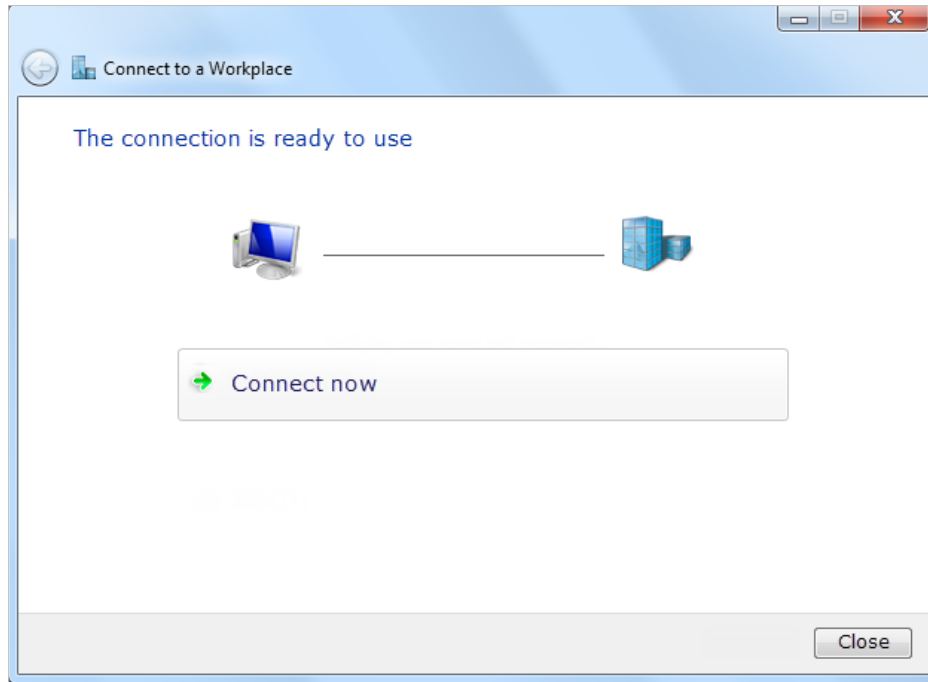 Connect to a Workplace
The connection is ready to use
Connect now
Close